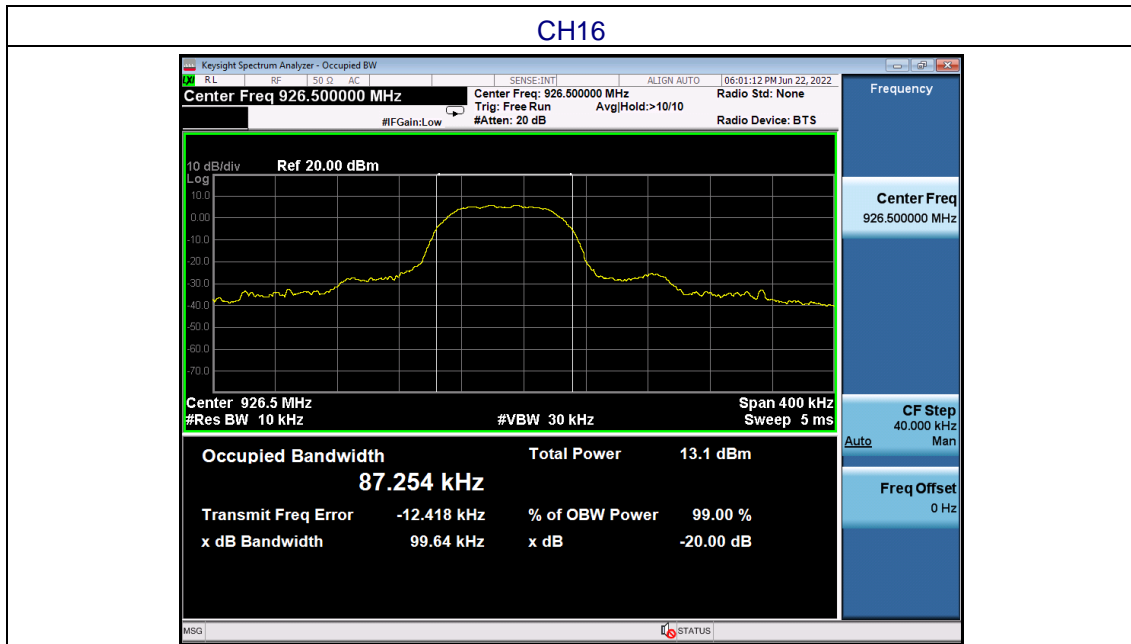 CH16
Keysight Spectrum Analyzer - Occupied BW
LXI RL RF 50 Ω AC SENSE:INT ALIGN AUTO 06:01:12 PM Jun 22, 2022
Center Freq 926.500000 MHz
Center Freq: 926.500000 MHz Radio Std: None
Trig: Free Run Avg|Hold:>10/10
#IFGain:Low #Atten: 20 dB Radio Device: BTS
10 dB/div Ref 20.00 dBm
Log
10.0
0.00
-10.0
-20.0
-30.0
-40.0
-50.0
-60.0
-70.0
Center 926.5 MHz Span 400 kHz
#Res BW 10 kHz #VBW 30 kHz Sweep 5 ms
Occupied Bandwidth Total Power 13.1 dBm
87.254 kHz
Transmit Freq Error -12.418 kHz % of OBW Power 99.00 %
x dB Bandwidth 99.64 kHz x dB -20.00 dB
MSG STATUS
Frequency
Center Freq
926.500000 MHz
CF Step
40.000 kHz
Auto Man
Freq Offset
0 Hz